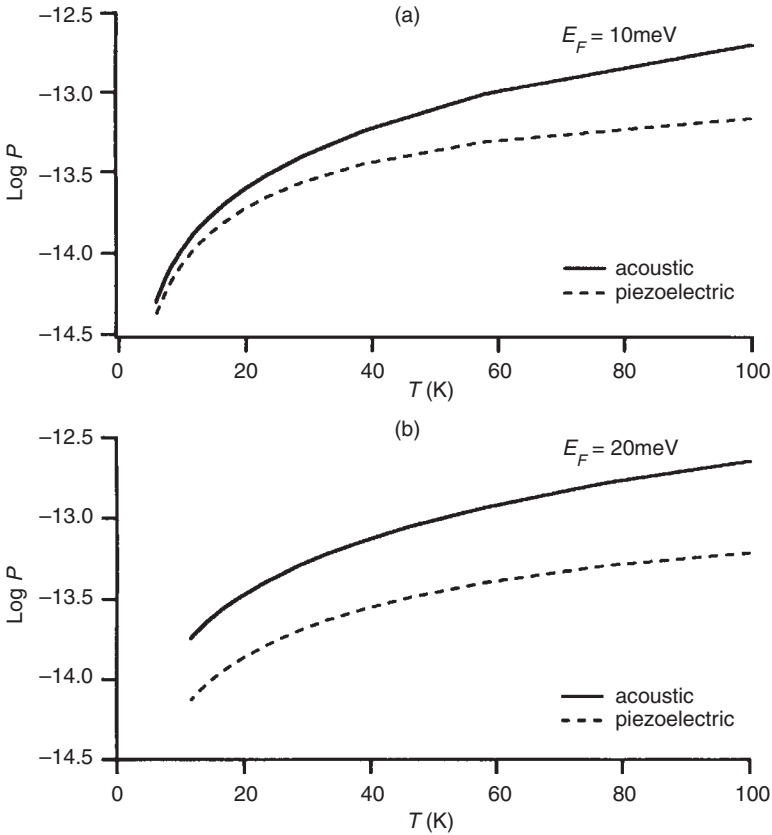 (a)
E_F = 10meV
−12.5
−13.0
−13.5
−14.0
−14.5
Log P
acoustic
piezoelectric
0 20 40 60 80 100
T (K)
(b)
E_F = 20meV
−12.5
−13.0
−13.5
−14.0
−14.5
Log P
acoustic
piezoelectric
0 20 40 60 80 100
T (K)